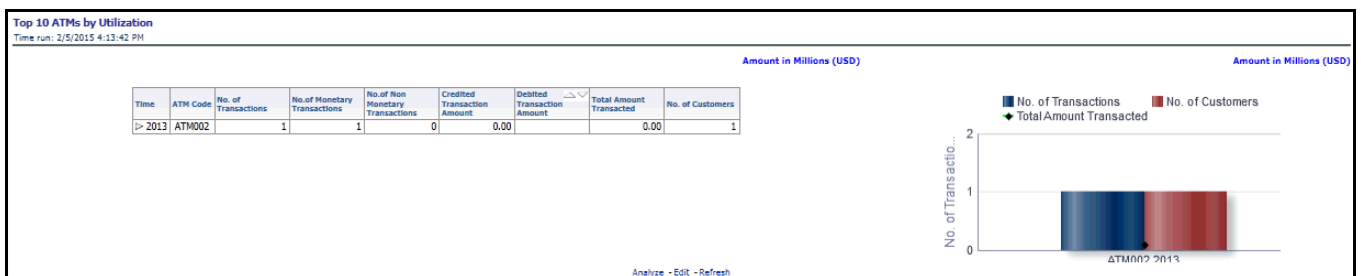 Top 10 ATMs by Utilization
Time run: 2/5/2015 4:13:42 PM
Amount in Millions (USD)
Amount in Millions (USD)
Time ATM Code No. of Transactions No.of Monetary Transactions No.of Non Monetary Transactions Credited Transaction Amount Debited Transaction Amount Total Amount Transacted No. of Customers
2013 ATM002 1 1 0 0.00 0.00 1
No. of Transactions No. of Customers
Total Amount Transacted
No. of Transactio...
2
1
0
ATM002 2013
Analyze - Edit - Refresh